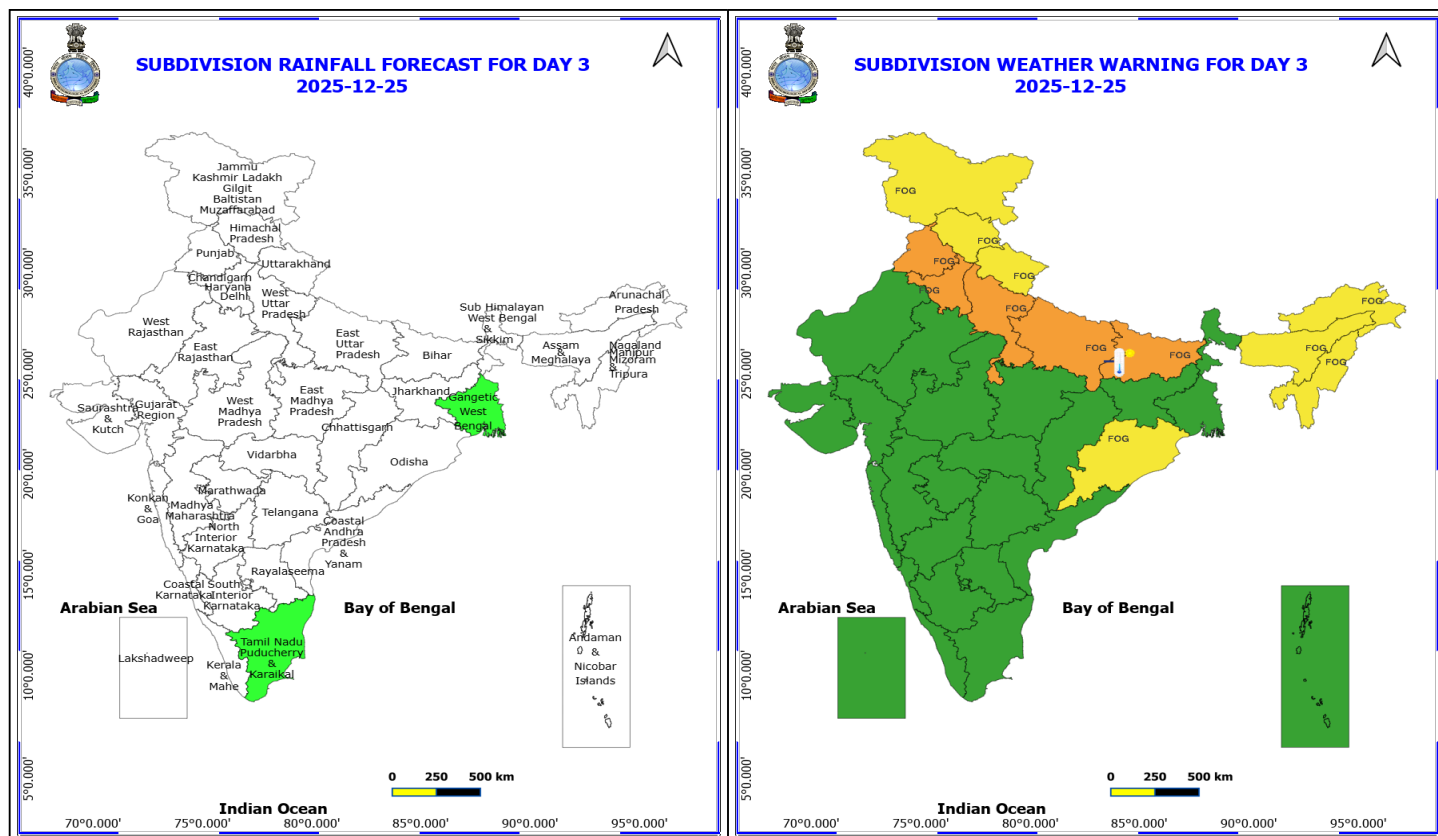 SUBDIVISION RAINFALL FORECAST FOR DAY 3
2025-12-25
40°0.000'
35°0.000'
30°0.000'
25°0.000'
20°0.000'
15°0.000'
10°0.000'
5°0.000'
Jammu
Kashmir Ladakh
Gilgit
Baltistan
Muzaffarabad
Himachal
Pradesh
Punjab
Uttarakhand
Chandigarh
Haryana
Delhi
West
Uttar
Pradesh
Arunachal
Pradesh
Sub Himalayan
West Bengal
&
Sikkim
West
Rajasthan
East
Rajasthan
East
Uttar
Pradesh
Bihar
Assam
&
Meghalaya
Nagaland
Manipur
Mizoram
&
Tripura
Jharkhand
Gangetic
West
Bengal
Saurashtra
&
Kutch
Gujarat
Region
West
Madhya
Pradesh
East
Madhya
Pradesh
Chhattisgarh
Vidarbha
Odisha
Konkan
&
Goa
Marathwada
Madhya
Maharashtra
Telangana
North
Interior
Karnataka
Coastal
Andhra
Pradesh
&
Yanam
Rayalaseema
Coastal
Karnataka
South
Interior
Karnataka
Arabian Sea
Bay of Bengal
Lakshadweep
Kerala
&
Mahe
Tamil Nadu
Puducherry
&
Karaikal
Andaman
&
Nicobar
Islands
0 250 500 km
Indian Ocean
70°0.000' 75°0.000' 80°0.000' 85°0.000' 90°0.000' 95°0.000'
SUBDIVISION WEATHER WARNING FOR DAY 3
2025-12-25
40°0.000'
35°0.000'
30°0.000'
25°0.000'
20°0.000'
15°0.000'
10°0.000'
5°0.000'
FOG
FOG
FOG
FOG
FOG
FOG
FOG
FOG
FOG
FOG
FOG
FOG
Arabian Sea
Bay of Bengal
0 250 500 km
Indian Ocean
70°0.000' 75°0.000' 80°0.000' 85°0.000' 90°0.000' 95°0.000'